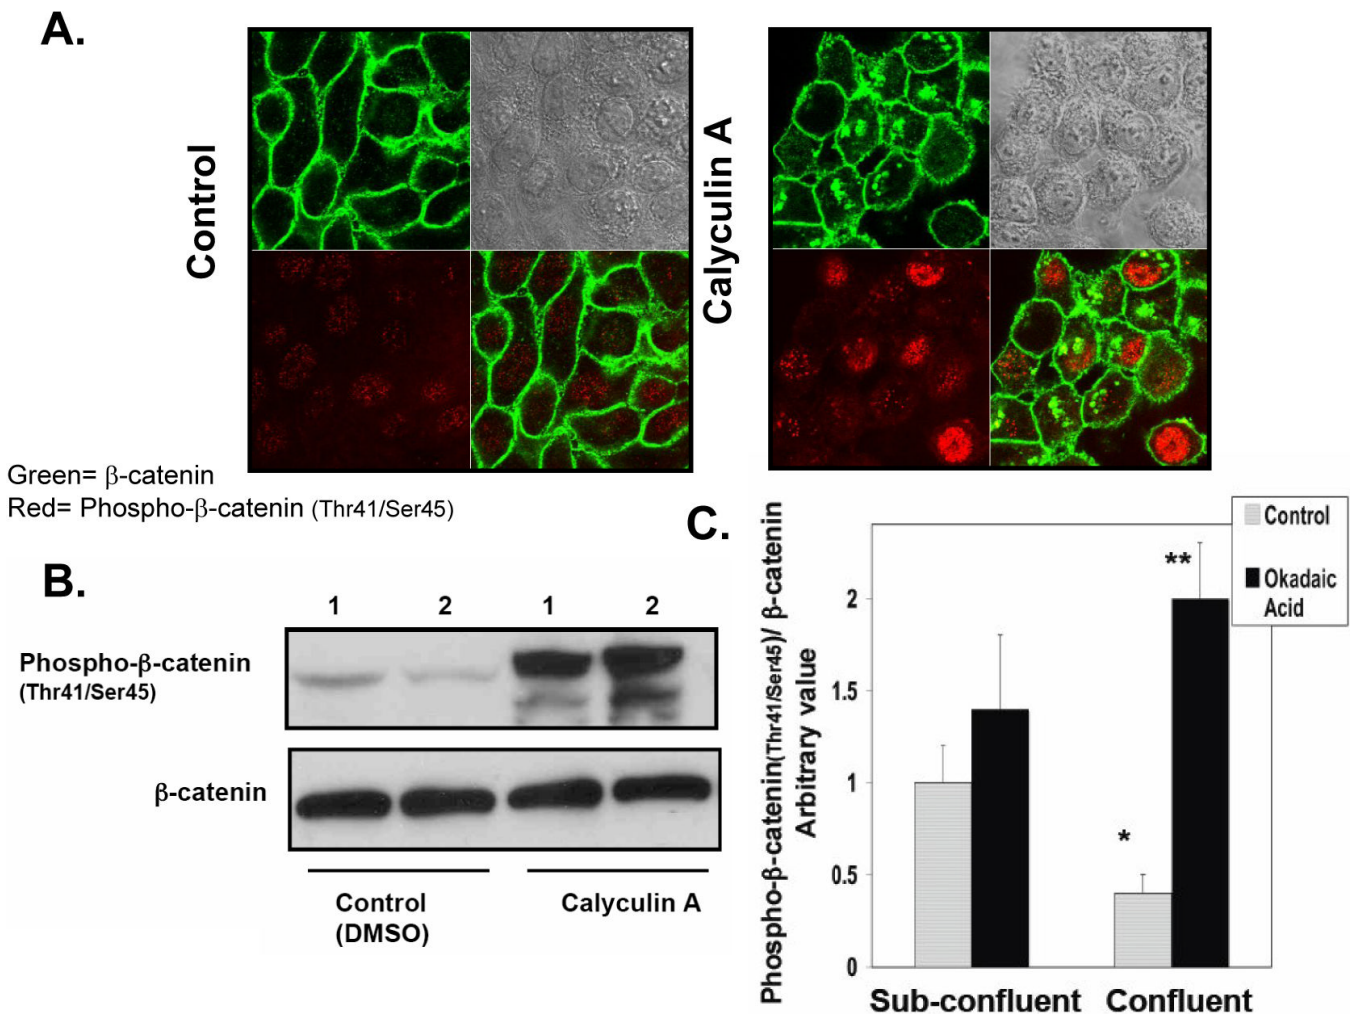 A.
Control
Calyculin A
Green= β-catenin
Red= Phospho-β-catenin (Thr41/Ser45)
B.
1 2 1 2
Phospho-β-catenin
(Thr41/Ser45)
β-catenin
Control
(DMSO)
Calyculin A
C.
Phospho-β-catenin(Thr41/Ser45)/ β-catenin
Arbitrary value
Control
Okadaic
Acid
**
*
2
1.5
1
0.5
0
Sub-confluent Confluent